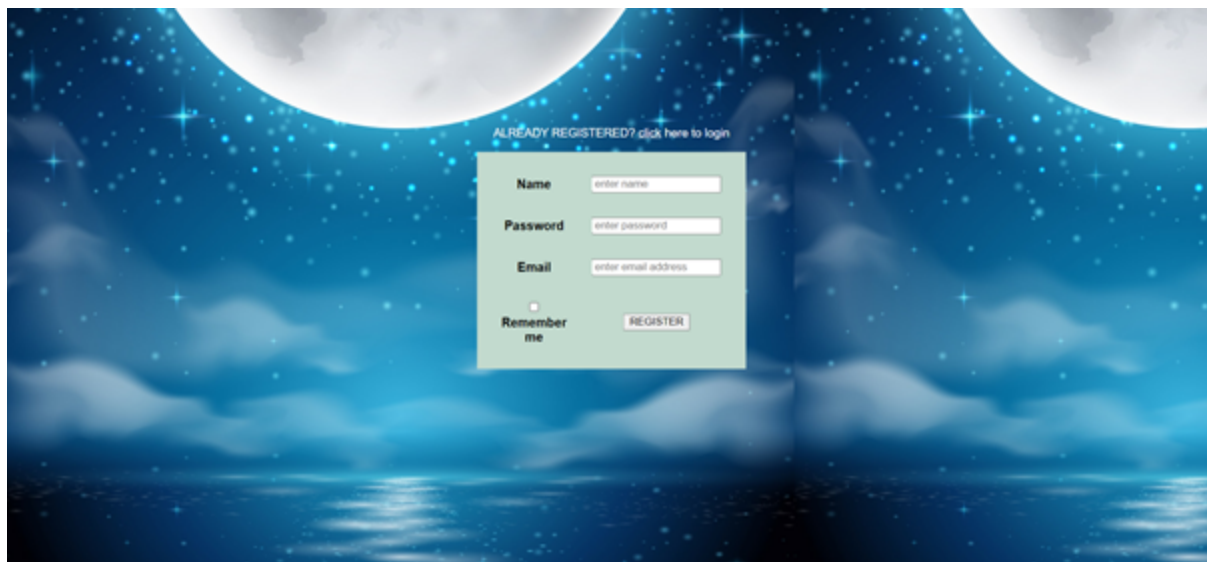 ALREADY REGISTERED? click here to login
Name enter name
Password enter password
Email enter email address
Remember
me
REGISTER